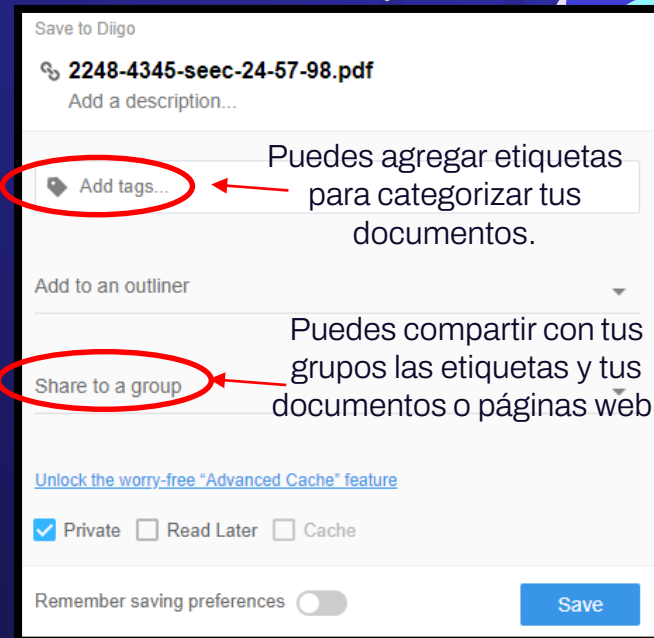 Save to Diigo
2248-4345-seec-24-57-98.pdf
Add a description...
Add tags...
Puedes agregar etiquetas
para categorizar tus
documentos.
Add to an outliner
Puedes compartir con tus
grupos las etiquetas y tus
documentos o páginas web
Share to a group
Unlock the worry-free “Advanced Cache” feature
Private Read Later Cache
Remember saving preferences
Save